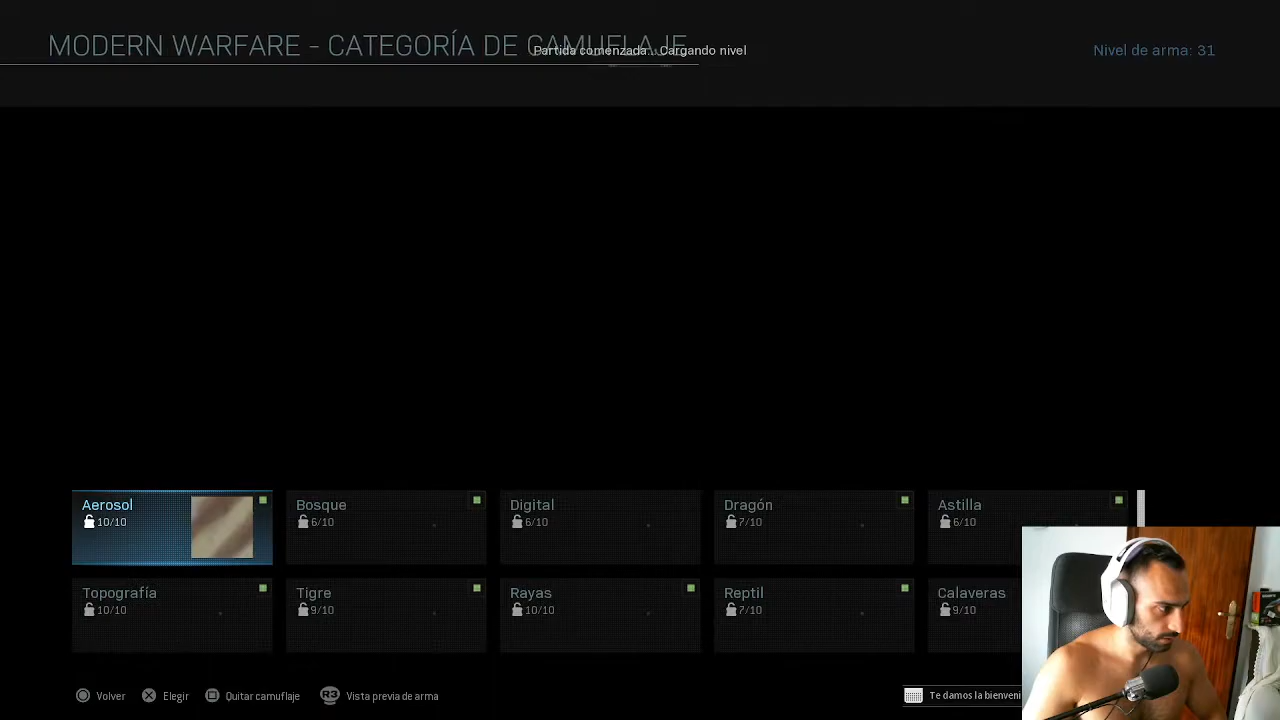 MODERN WARFARE - CATEGORÍA DE CAMUFLAJE
Partida comenzada... Cargando nivel
Nivel de arma: 31
Aerosol
10/10
Bosque
6/10
Digital
6/10
Dragón
7/10
Astilla
6/10
Topografía
10/10
Tigre
9/10
Rayas
10/10
Reptil
7/10
Calaveras
9/10
Volver
Elegir
Quitar camuflaje
R3 Vista previa de arma
Te damos la bienveni